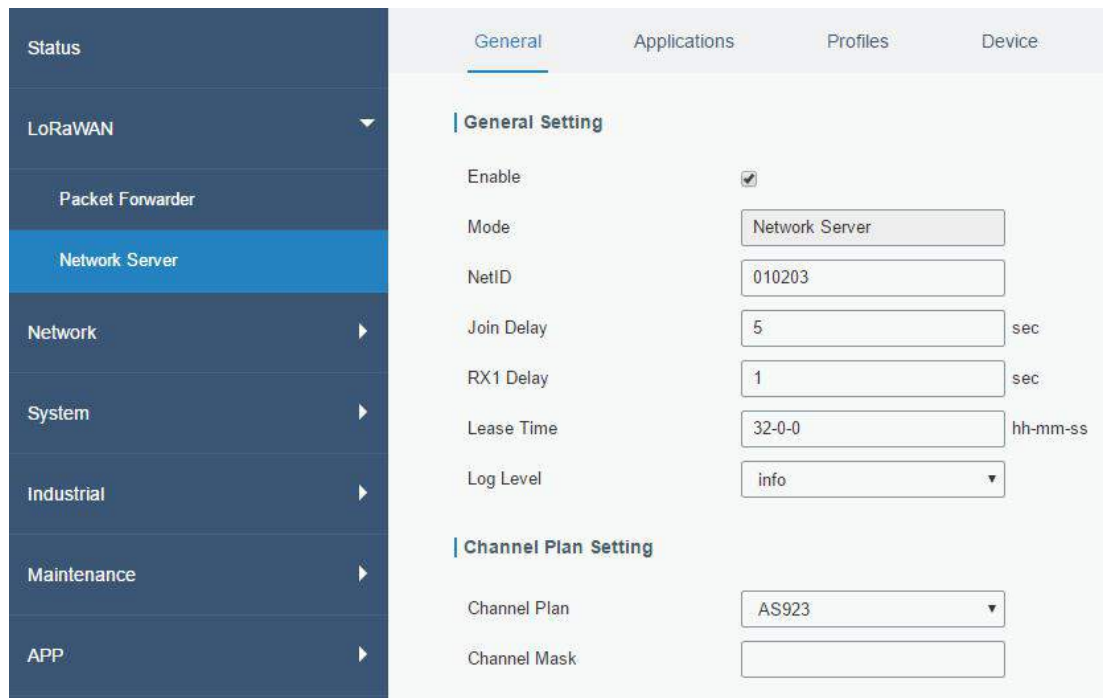 Status
LoRaWAN
Packet Forwarder
Network Server
Network
System
Industrial
Maintenance
APP
General Applications Profiles Device
General Setting
Enable
Mode Network Server
NetID 010203
Join Delay 5 sec
RX1 Delay 1 sec
Lease Time 32-0-0 hh-mm-ss
Log Level info
Channel Plan Setting
Channel Plan AS923
Channel Mask